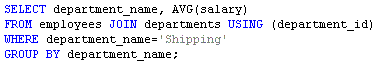 SELECT department_name, AVG(salary)
FROM employees JOIN departments USING (department_id)
WHERE department_name='Shipping'
GROUP BY department_name;